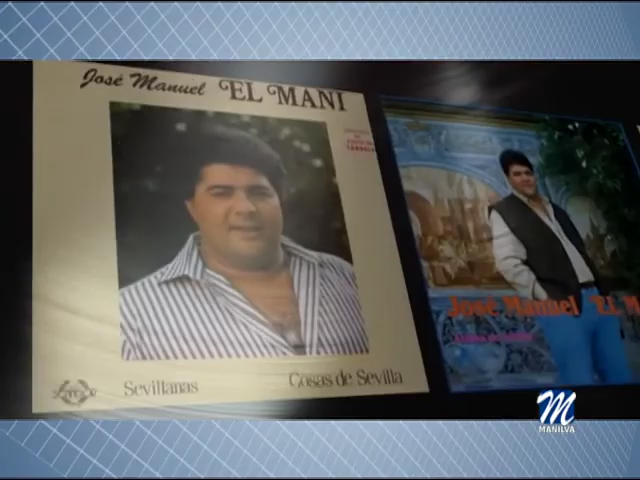 José Manuel EL MANI
Sevillanas
Cosas de Sevilla
José Manuel EL M
M
MANILVA